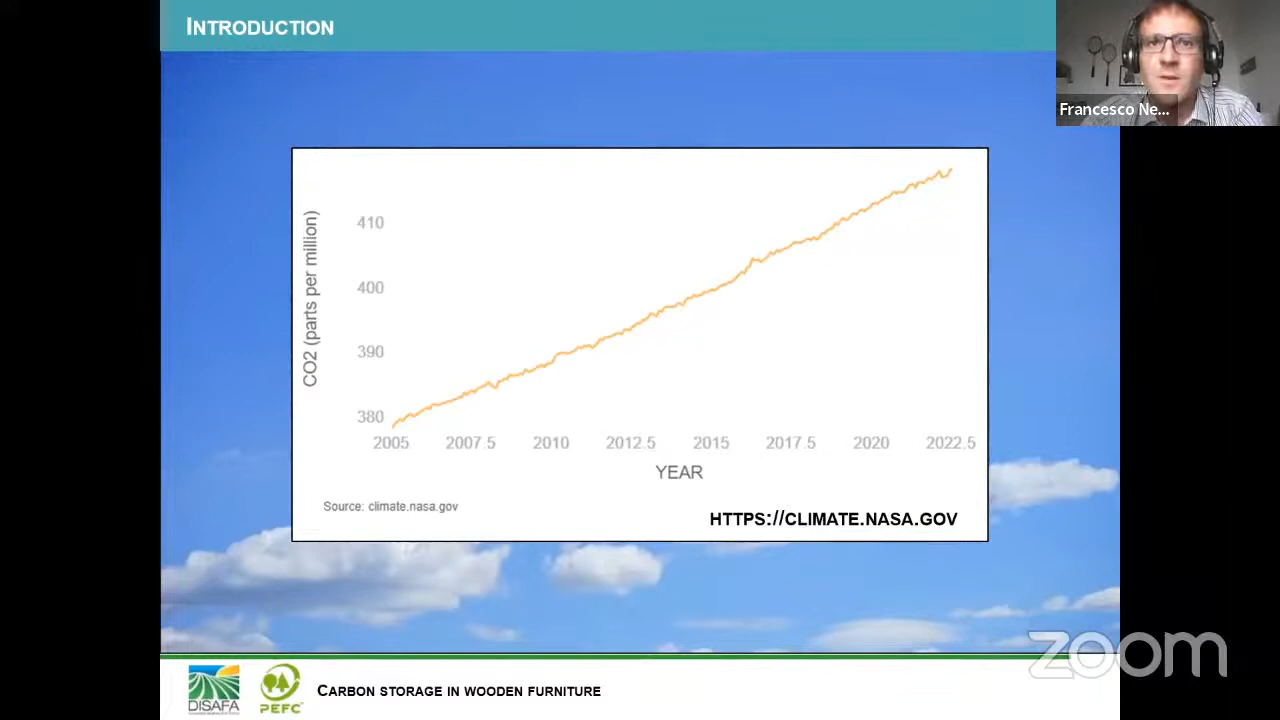 INTRODUCTION
Francesco Ne...
CO2 (parts per million)
410
400
390
380
2005 2007.5 2010 2012.5 2015 2017.5 2020 2022.5
YEAR
Source: climate.nasa.gov
HTTPS://CLIMATE.NASA.GOV
zoom
DISAFA
PEFC
CARBON STORAGE IN WOODEN FURNITURE